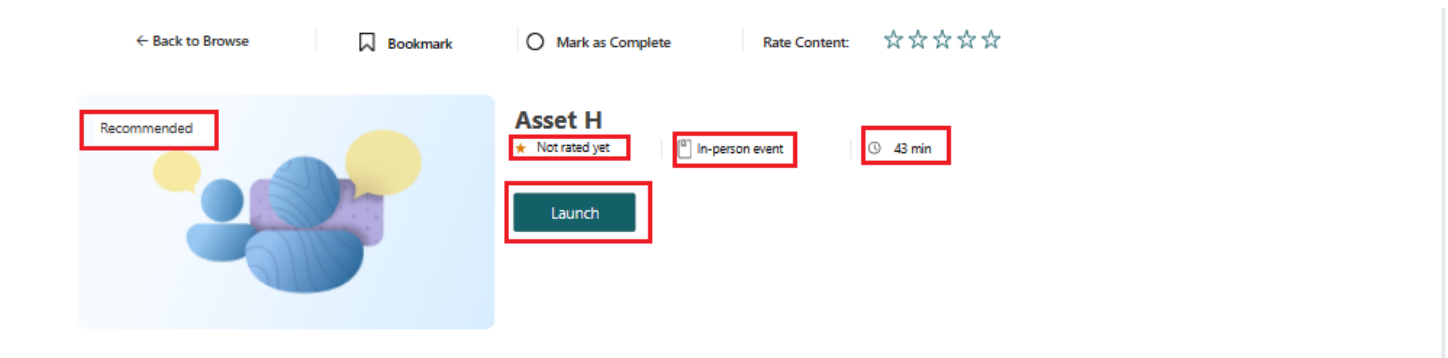 ← Back to Browse
Bookmark
Mark as Complete
Rate Content:
Recommended
Asset H
Not rated yet
In-person event
43 min
Launch